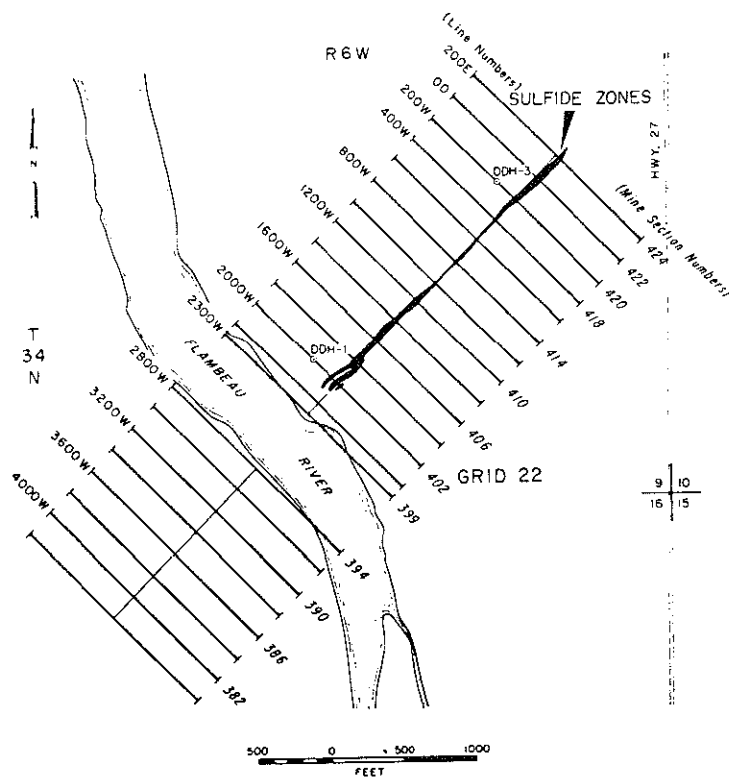 R6W
(Line Numbers)
200E
00
200W
400W
800W
1200W
1600W
2000W
2300W
2800W
3200W
3600W
4000W
SULFIDE ZONES
HWY. 27
DDH-3
DDH-1
(Mine Section Numbers)
424
422
420
418
414
410
406
402
399
394
390
386
382
N
T
34
N
FLAMBEAU
RIVER
GRID 22
9 10
16 15
500 0 500 1000
FEET